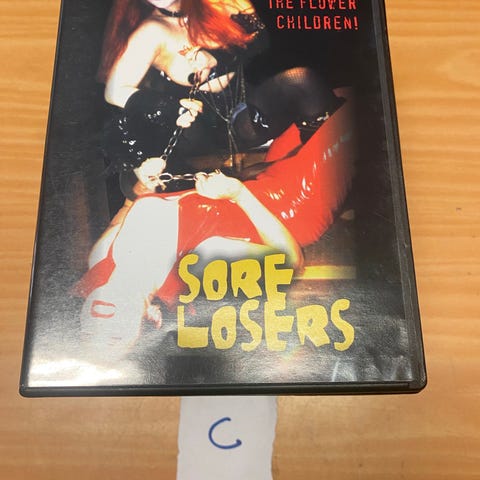 THE FLOWER
CHILDREN!
SORE
LOSERS
C